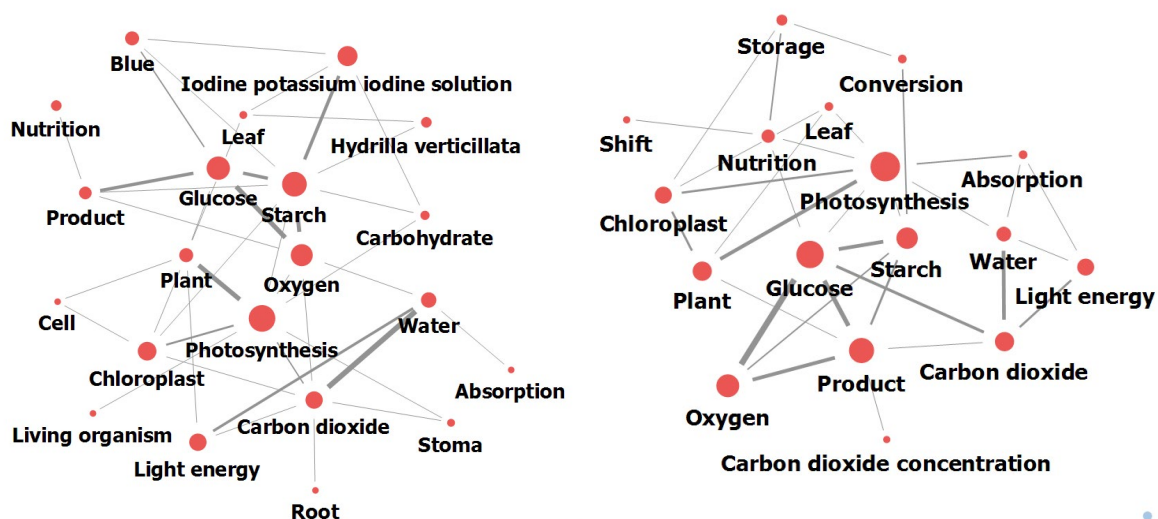 Blue
Iodine potassium iodine solution
Nutrition
Leaf
Hydrilla verticillata
Glucose
Product
Starch
Carbohydrate
Plant
Oxygen
Cell
Water
Photosynthesis
Chloroplast
Absorption
Living organism
Carbon dioxide
Stoma
Light energy
Root
Storage
Conversion
Shift
Leaf
Nutrition
Absorption
Photosynthesis
Chloroplast
Water
Starch
Glucose
Plant
Light energy
Product
Carbon dioxide
Oxygen
Carbon dioxide concentration